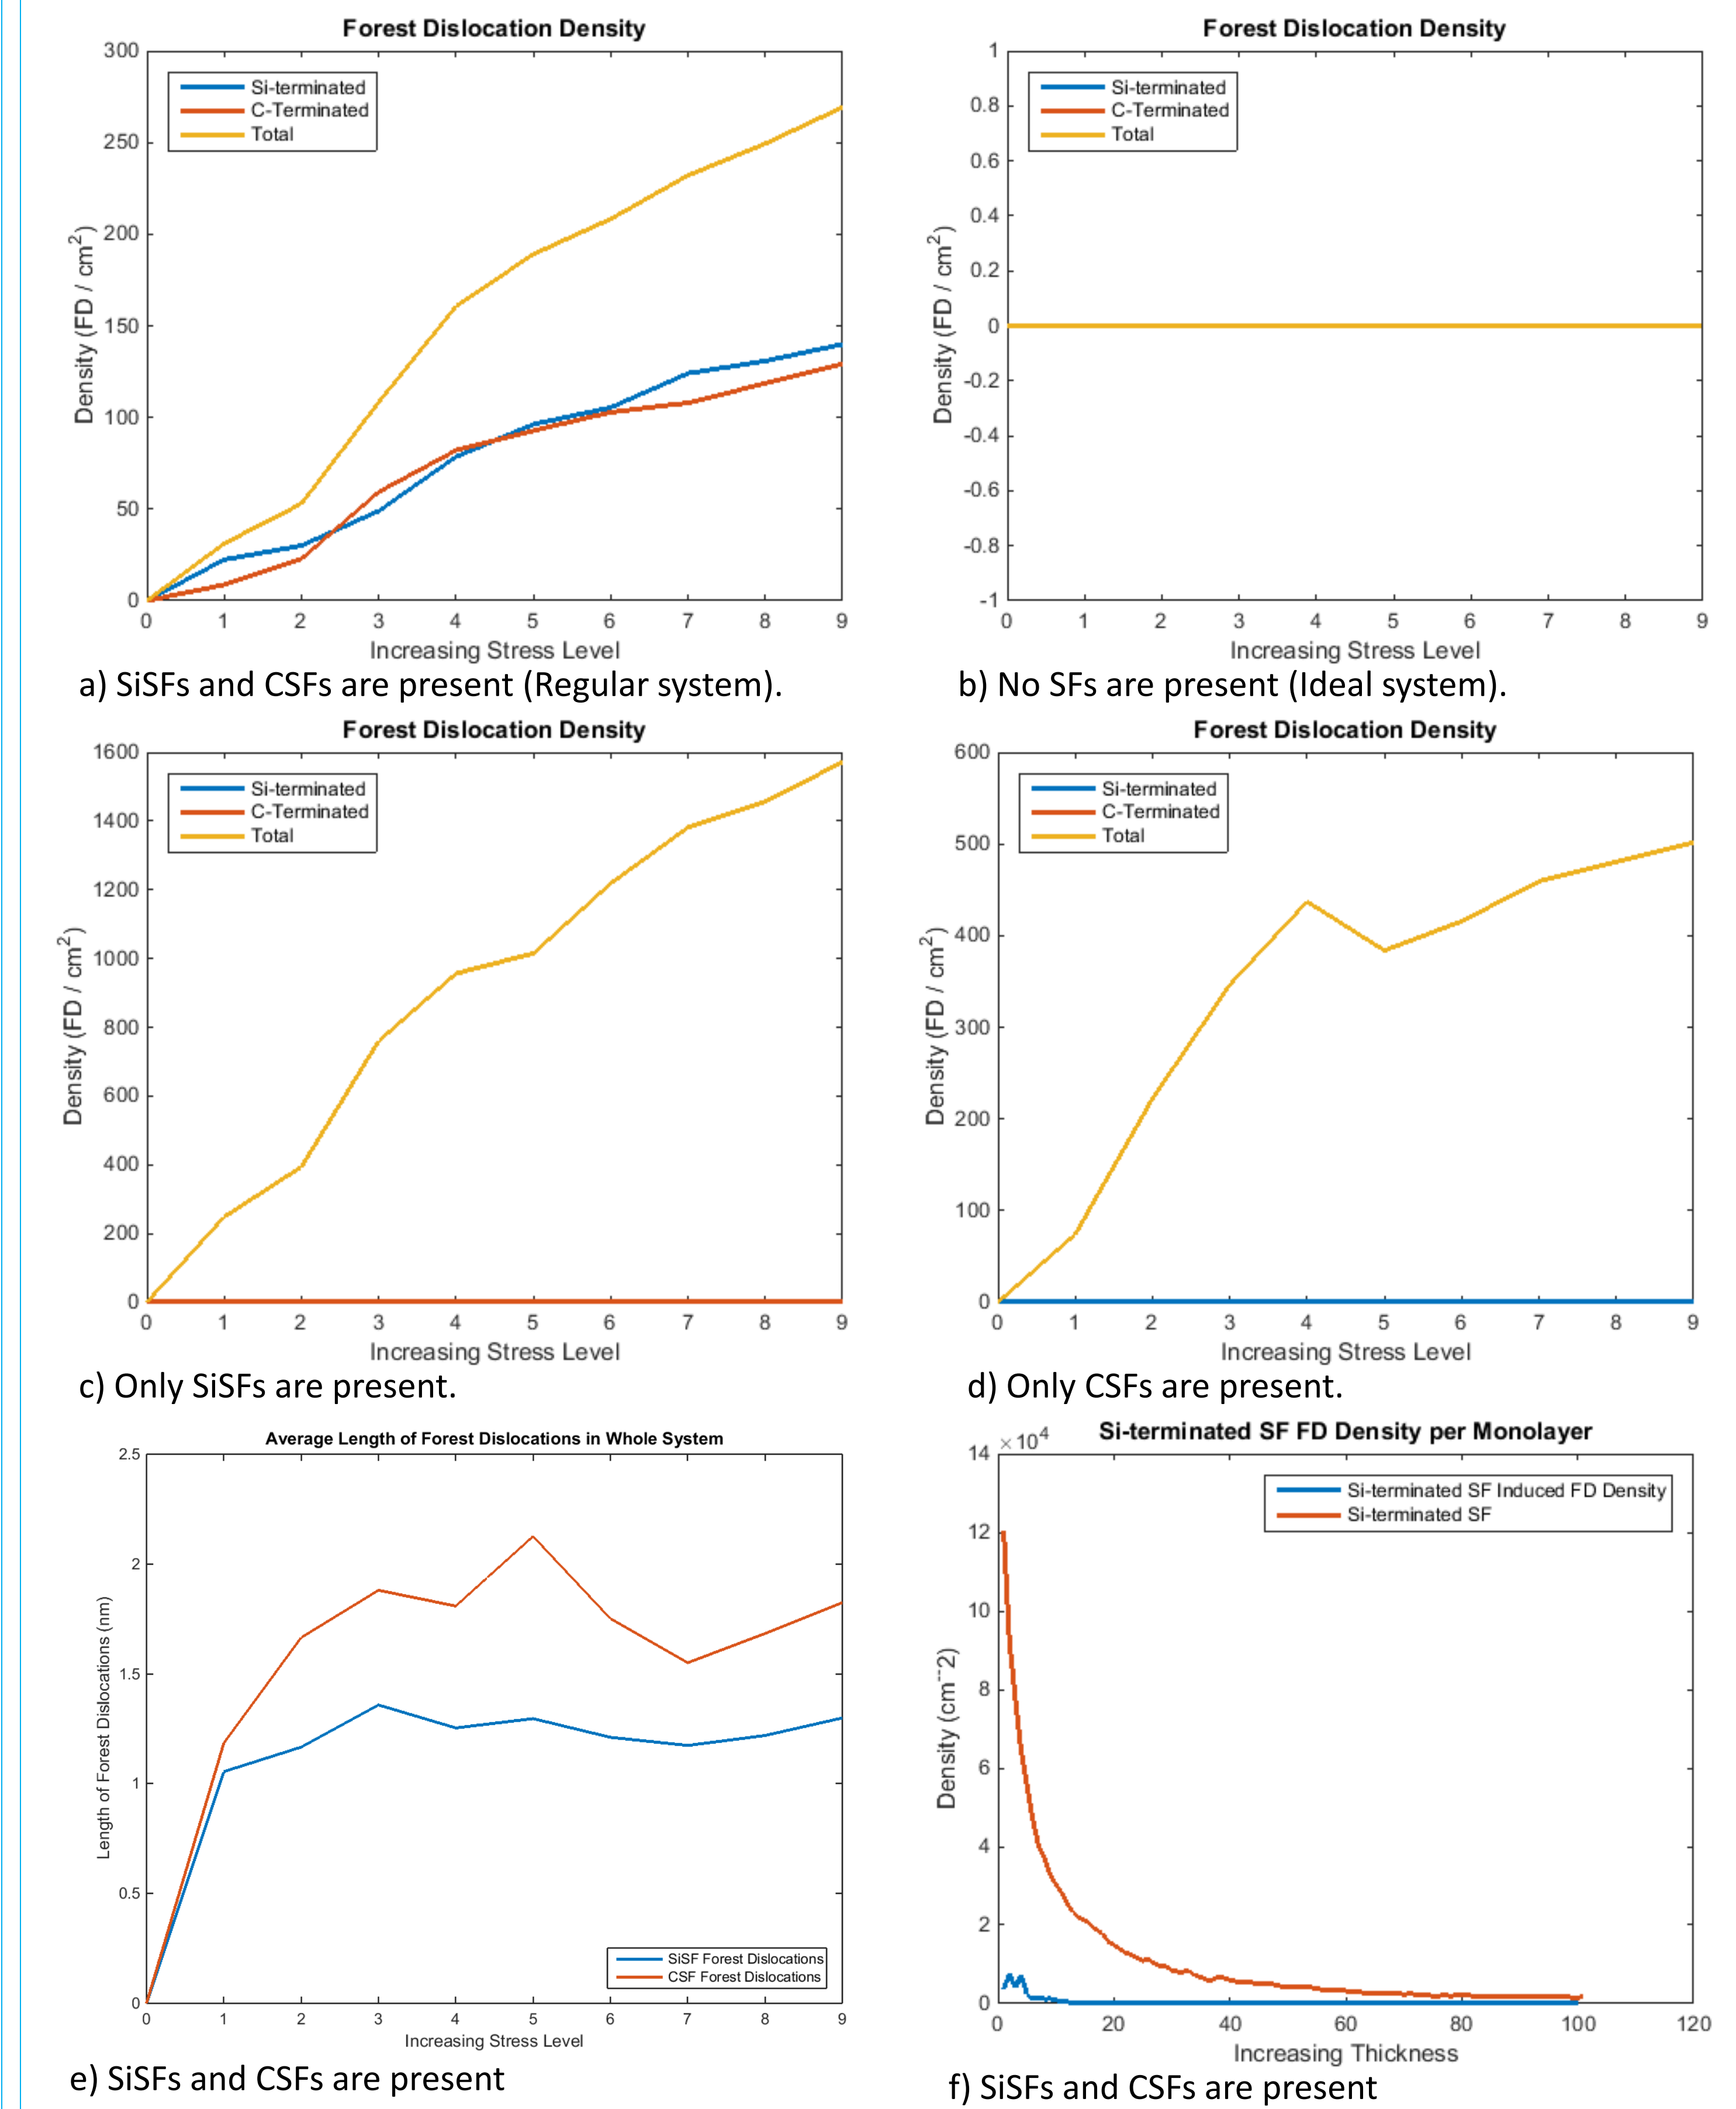 Forest Dislocation Density
300
250
200
150
100
50
0
Density (FD / cm²)
Si-terminated
C-Terminated
Total
0 1 2 3 4 5 6 7 8 9
Increasing Stress Level
a) SiSFs and CSFs are present (Regular system).
Forest Dislocation Density
1
0.8
0.6
0.4
0.2
0
-0.2
-0.4
-0.6
-0.8
-1
Density (FD / cm²)
Si-terminated
C-Terminated
Total
0 1 2 3 4 5 6 7 8 9
Increasing Stress Level
b) No SFs are present (Ideal system).
Forest Dislocation Density
1600
1400
1200
1000
800
600
400
200
0
Density (FD / cm²)
Si-terminated
C-Terminated
Total
0 1 2 3 4 5 6 7 8 9
Increasing Stress Level
c) Only SiSFs are present.
Forest Dislocation Density
600
500
400
300
200
100
0
Density (FD / cm²)
Si-terminated
C-Terminated
Total
0 1 2 3 4 5 6 7 8 9
Increasing Stress Level
d) Only CSFs are present.
Average Length of Forest Dislocations in Whole System
2.5
2
1.5
1
0.5
0
Length of Forest Dislocations (nm)
SiSF Forest Dislocations
CSF Forest Dislocations
0 1 2 3 4 5 6 7 8 9
Increasing Stress Level
e) SiSFs and CSFs are present
Si-terminated SF FD Density per Monolayer
×10⁴
14
12
10
8
6
4
2
0
Density (cm⁻2)
Si-terminated SF Induced FD Density
Si-terminated SF
0 20 40 60 80 100 120
Increasing Thickness
f) SiSFs and CSFs are present